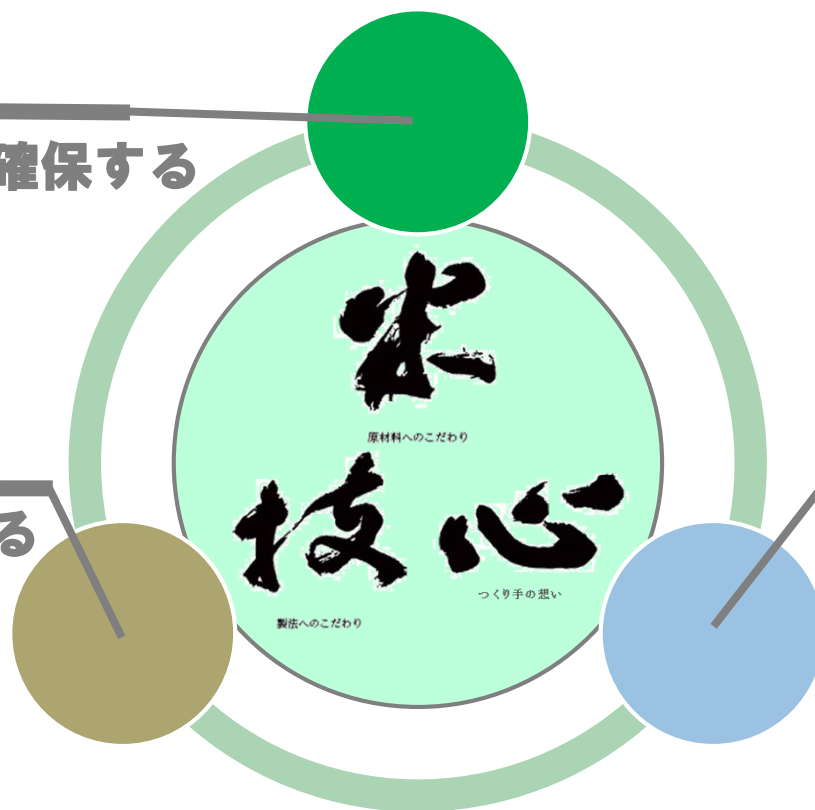 確保する
米
原材料へのこだわり
る
技 心
つくり手の想い
製法へのこだわり